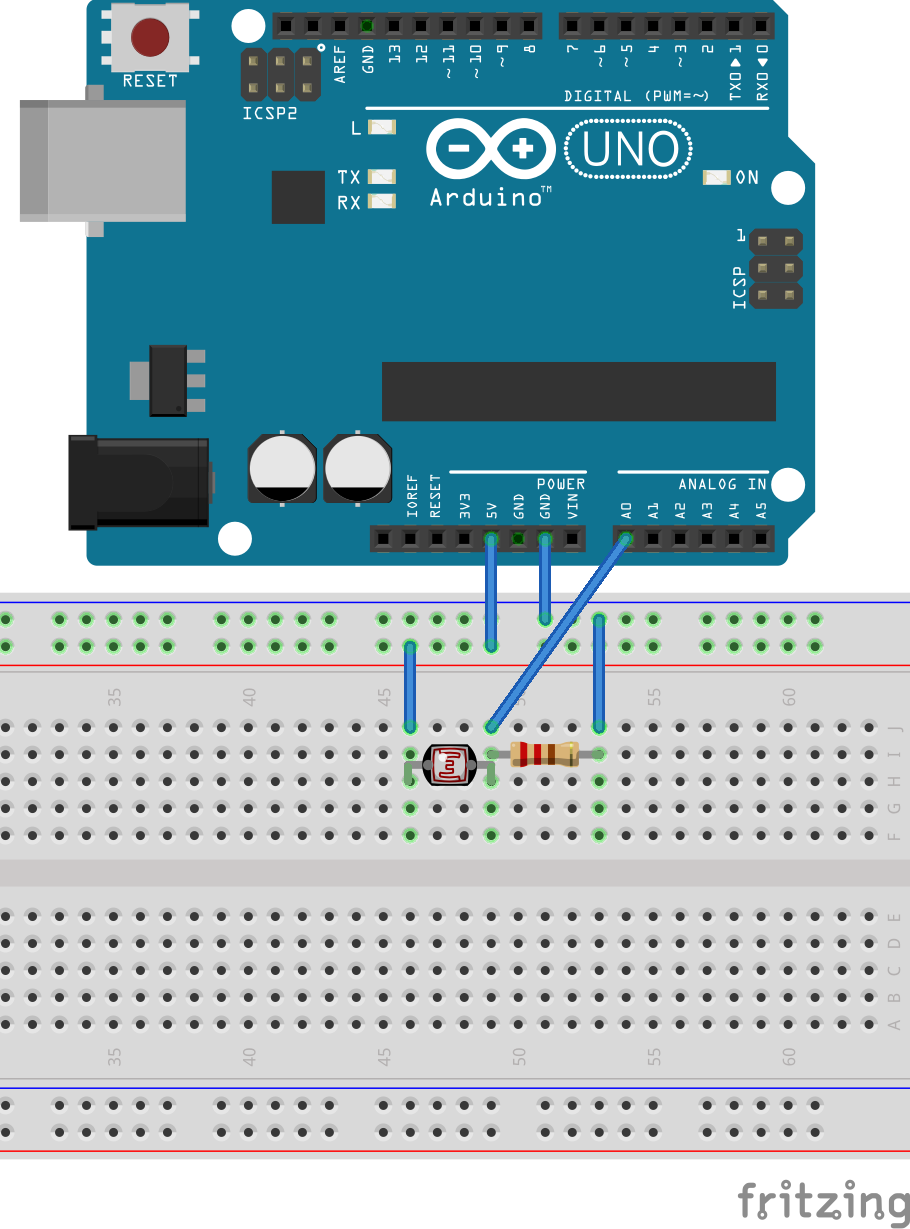 RESET
AREF
GND
13
12
~11
~10
~9
8
7
~6
~5
4
~3
2
TX0 ▶ 1
RX0 ◀ 0
ICSP2
DIGITAL (PWM=~)
L
TX
RX
Arduino™
UNO
ON
1
ICSP
POWER
ANALOG IN
IOREF
RESET
3V3
5V
GND
GND
VIN
A0
A1
A2
A3
A4
A5
35
40
45
50
55
60
J
H
G
F
E
D
C
B
A
35
40
45
50
55
60
fritzing